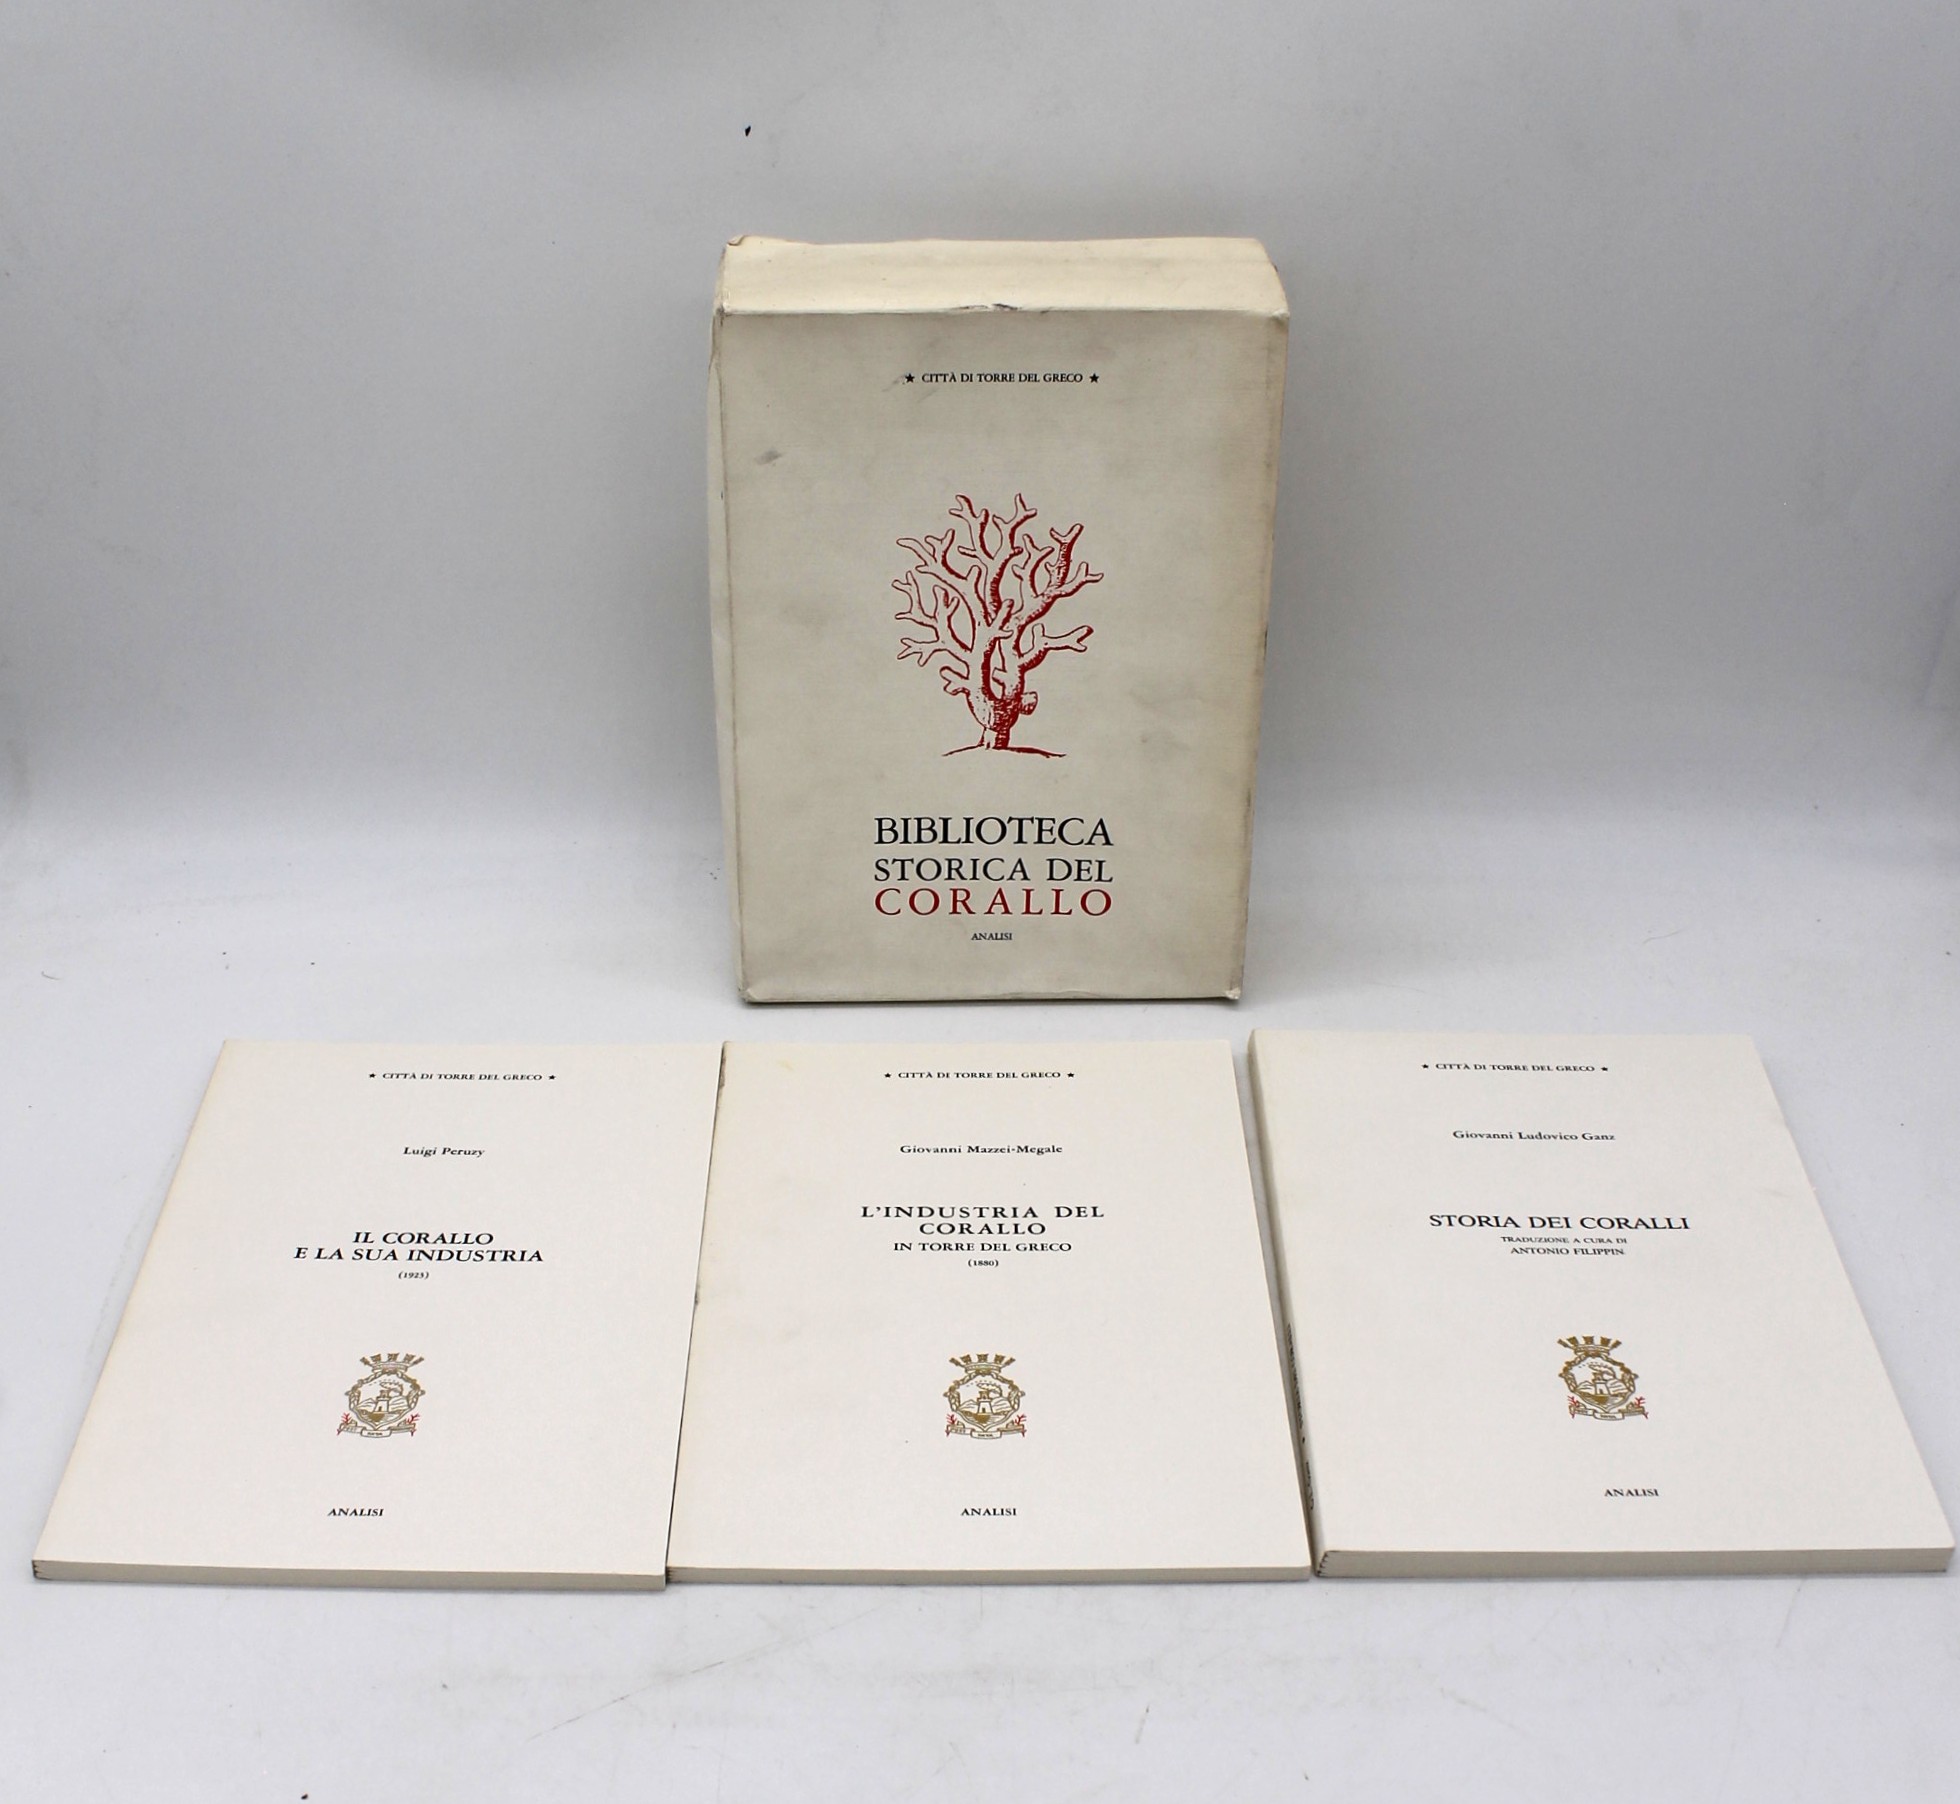 ★ CITTÀ DI TORRE DEL GRECO ★
BIBLIOTECA
STORICA DEL
CORALLO
ANALISI
★ CITTÀ DI TORRE DEL GRECO ★
Luigi Peruzy
IL CORALLO
E LA SUA INDUSTRIA
(1923)
ANALISI
★ CITTÀ DI TORRE DEL GRECO ★
Giovanni Mazzei-Megale
L'INDUSTRIA DEL
CORALLO
IN TORRE DEL GRECO
(1880)
ANALISI
★ CITTÀ DI TORRE DEL GRECO ★
Giovanni Ludovico Ganz
STORIA DEI CORALLI
TRADUZIONE A CURA DI
ANTONIO FILIPPIN
ANALISI